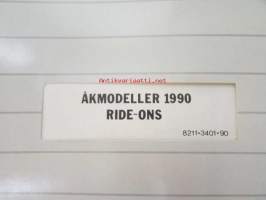 Antikvariaatti.net
ÅKMODELLER 1990
RIDE-ONS
8211-3401-90